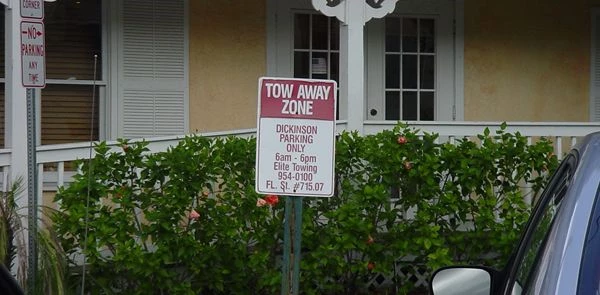 CORNER
NO
PARKING
ANY
TIME
TOW AWAY
ZONE
DICKINSON
PARKING
ONLY
6am - 6pm
Elite Towing
954-0100
FL. St. #715.07